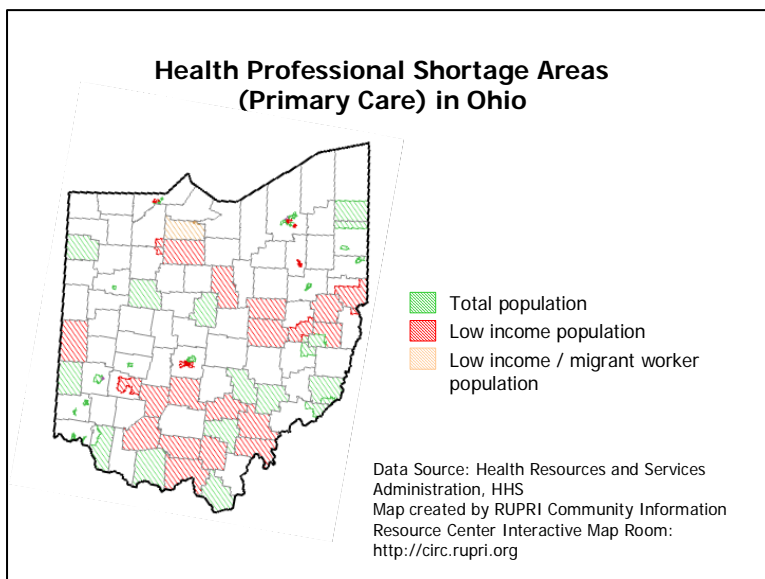 Health Professional Shortage Areas
(Primary Care) in Ohio
Total population
Low income population
Low income / migrant worker
population
Data Source: Health Resources and Services
Administration, HHS
Map created by RUPRI Community Information
Resource Center Interactive Map Room:
http://circ.rupri.org